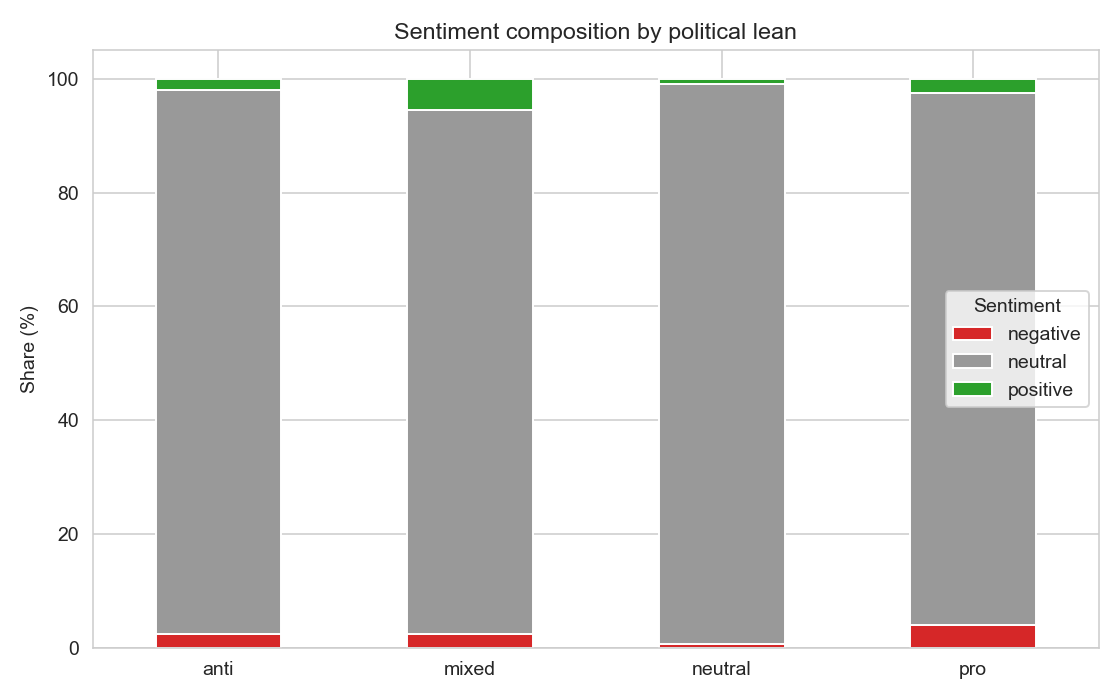 Sentiment composition by political lean
Share (%)
100
80
60
40
20
0
Sentiment
negative
neutral
positive
anti
mixed
neutral
pro